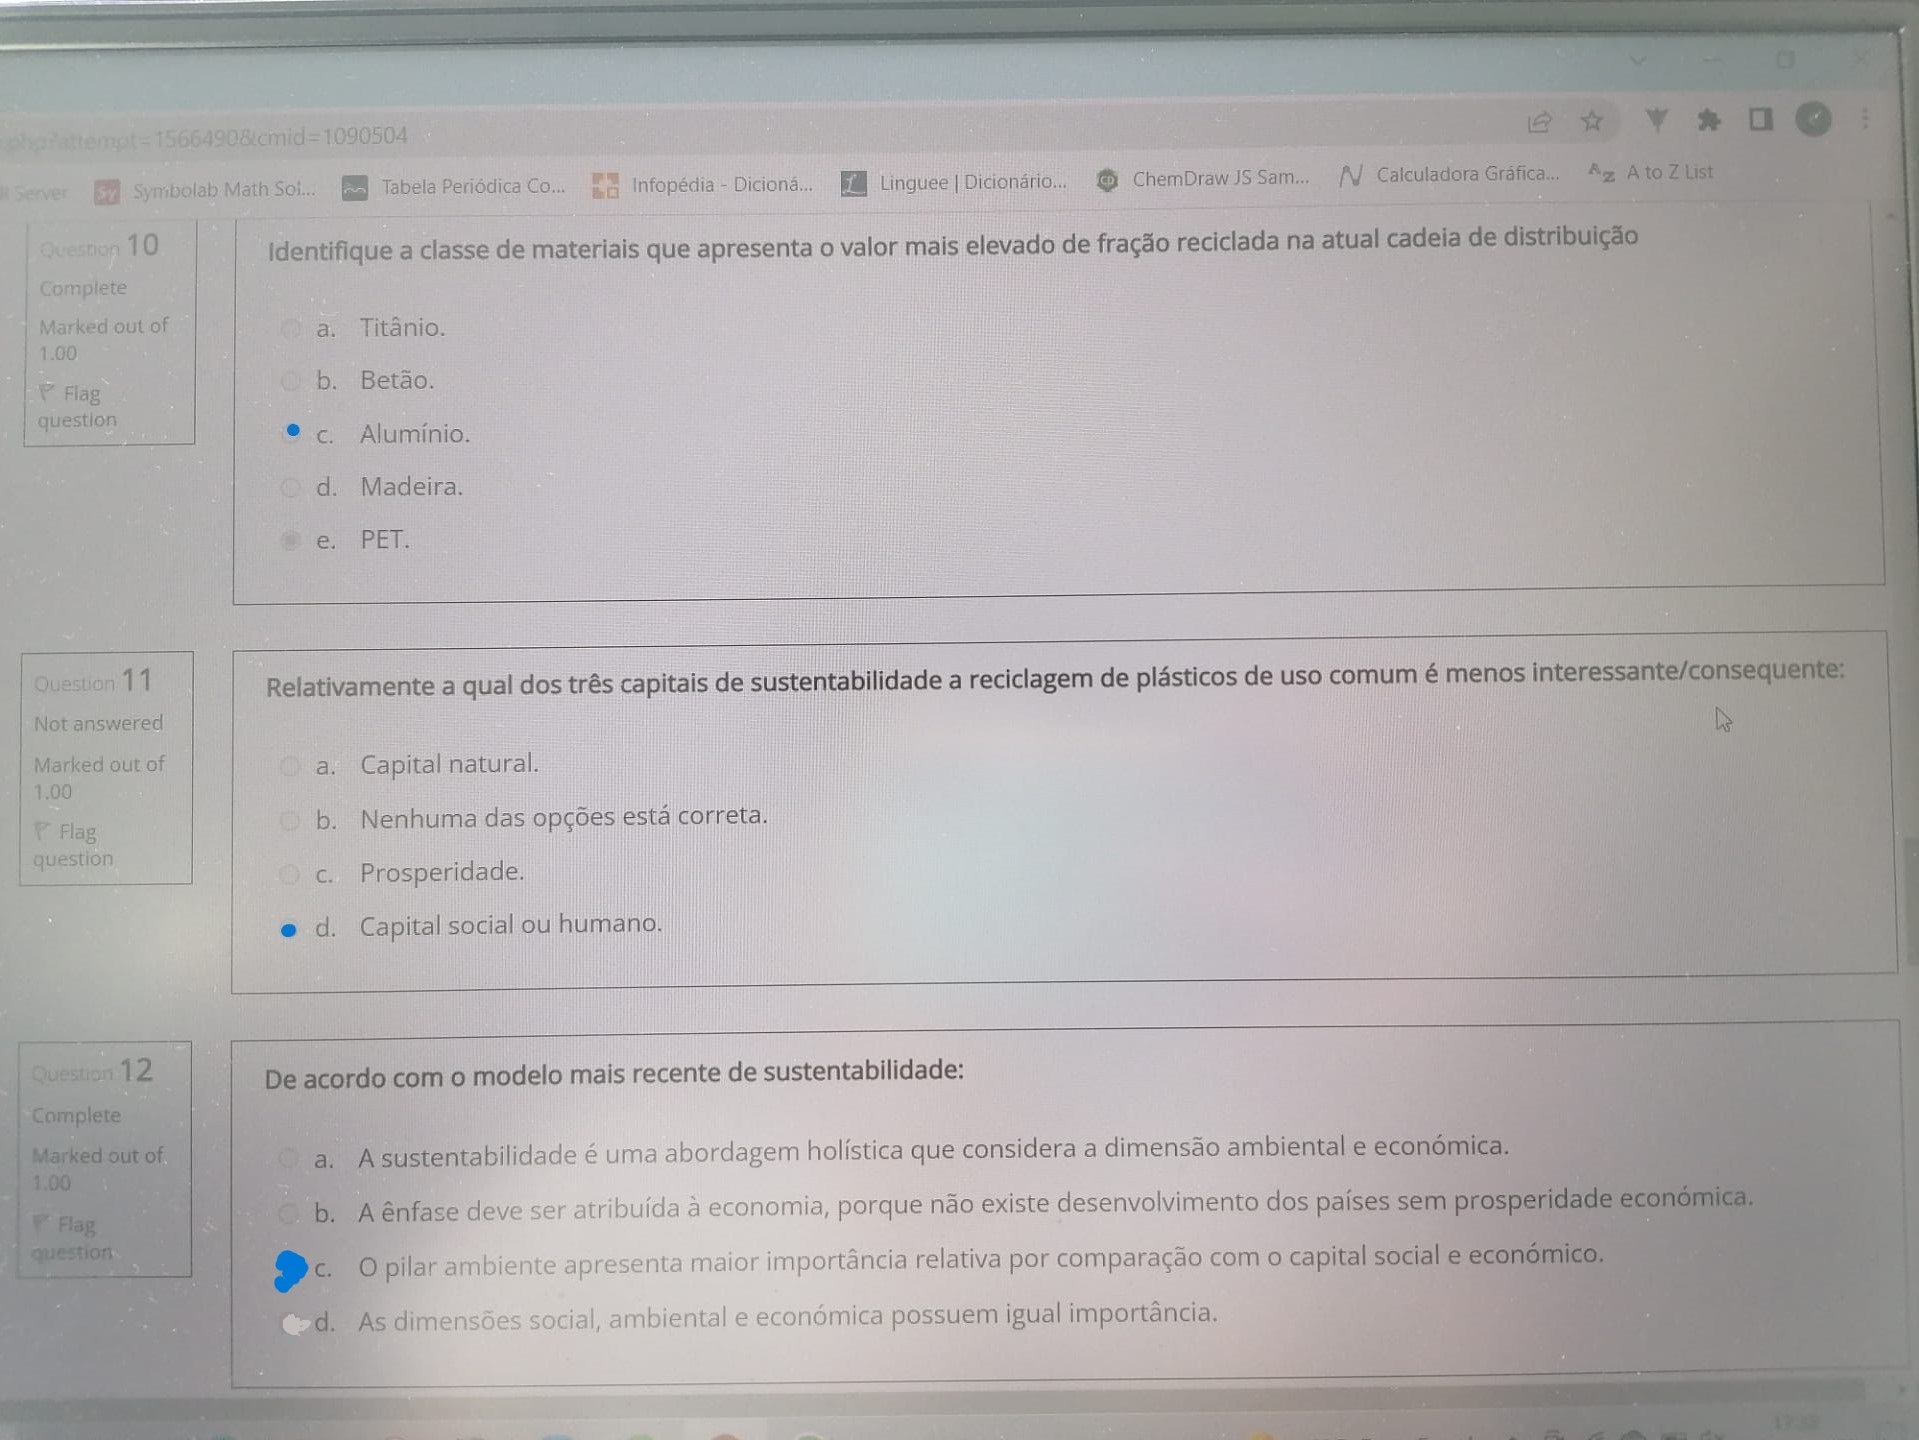 php?attempt=1566490&cmid=1090504
Server
Symbolab Math Sol...
Tabela Periódica Co...
Infopédia - Dicioná...
Linguee | Dicionário...
ChemDraw JS Sam...
Calculadora Gráfica...
A to Z List
Question 10
Complete
Marked out of
1.00
Flag
question
Identifique a classe de materiais que apresenta o valor mais elevado de fração reciclada na atual cadeia de distribuição
a. Titânio.
b. Betão.
c. Alumínio.
d. Madeira.
e. PET.
Question 11
Not answered
Marked out of
1.00
Flag
question
Relativamente a qual dos três capitais de sustentabilidade a reciclagem de plásticos de uso comum é menos interessante/consequente:
a. Capital natural.
b. Nenhuma das opções está correta.
c. Prosperidade.
d. Capital social ou humano.
Question 12
Complete
Marked out of
1.00
Flag
question
De acordo com o modelo mais recente de sustentabilidade:
a. A sustentabilidade é uma abordagem holística que considera a dimensão ambiental e económica.
b. A ênfase deve ser atribuída à economia, porque não existe desenvolvimento dos países sem prosperidade económica.
c. O pilar ambiente apresenta maior importância relativa por comparação com o capital social e económico.
d. As dimensões social, ambiental e económica possuem igual importância.